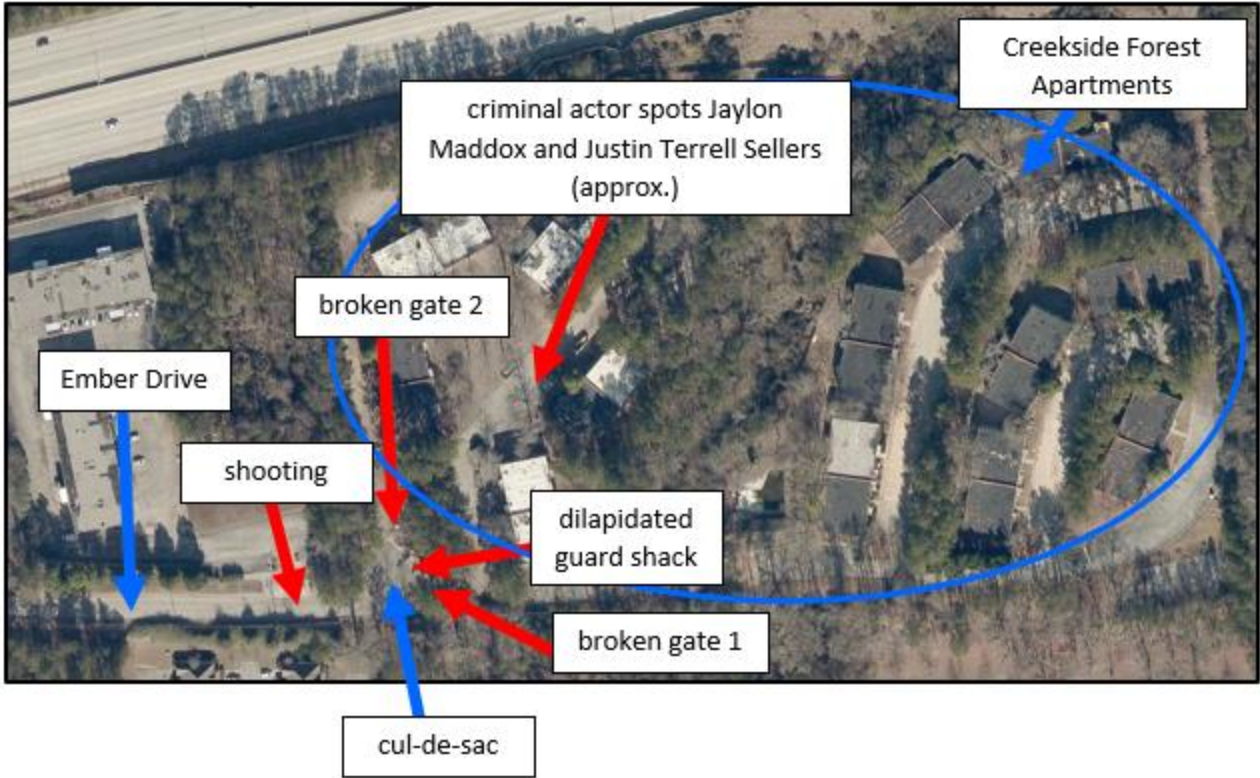 Creekside Forest
Apartments
criminal actor spots Jaylon
Maddox and Justin Terrell Sellers
(approx.)
broken gate 2
Ember Drive
shooting
dilapidated
guard shack
broken gate 1
cul-de-sac